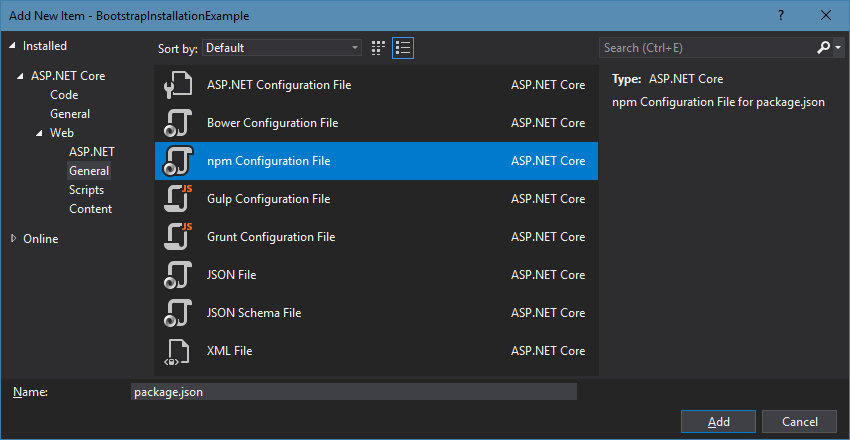 Add New Item - BootstrapInstallationExample
?
Installed
Sort by: Default
Search (Ctrl+E)
ASP.NET Core
Code
General
Web
ASP.NET
General
Scripts
Content
Online
ASP.NET Configuration File ASP.NET Core
Bower Configuration File ASP.NET Core
npm Configuration File ASP.NET Core
JS
Gulp Configuration File ASP.NET Core
JS
Grunt Configuration File ASP.NET Core
JSON File ASP.NET Core
JSON Schema File ASP.NET Core
XML File ASP.NET Core
Type: ASP.NET Core
npm Configuration File for package.json
Name: package.json
Add Cancel